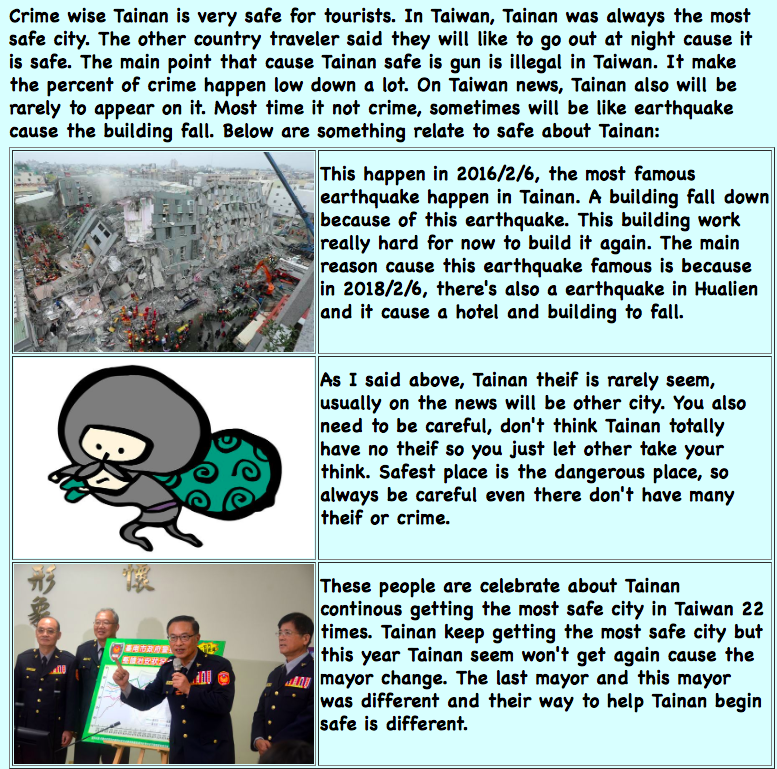 Crime wise Tainan is very safe for tourists. In Taiwan, Tainan was always the most
safe city. The other country traveler said they will like to go out at night cause it
is safe. The main point that cause Tainan safe is gun is illegal in Taiwan. It make
the percent of crime happen low down a lot. On Taiwan news, Tainan also will be
rarely to appear on it. Most time it not crime, sometimes will be like earthquake
cause the building fall. Below are something relate to safe about Tainan:
This happen in 2016/2/6, the most famous
earthquake happen in Tainan. A building fall down
because of this earthquake. This building work
really hard for now to build it again. The main
reason cause this earthquake famous is because
in 2018/2/6, there's also a earthquake in Hualien
and it cause a hotel and building to fall.
As I said above, Tainan theif is rarely seem,
usually on the news will be other city. You also
need to be careful, don't think Tainan totally
have no theif so you just let other take your
think. Safest place is the dangerous place, so
always be careful even there don't have many
theif or crime.
形 懷
臺南市政府警
These people are celebrate about Tainan
continous getting the most safe city in Taiwan 22
times. Tainan keep getting the most safe city but
this year Tainan seem won't get again cause the
mayor change. The last mayor and this mayor
was different and their way to help Tainan begin
safe is different.